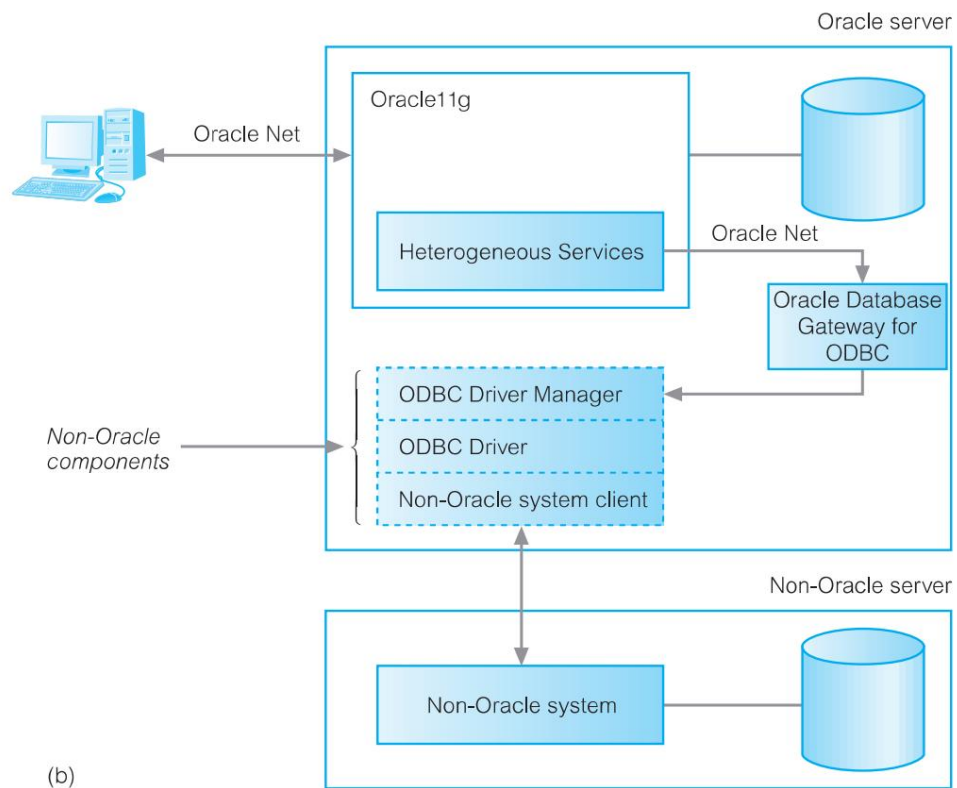 Oracle server
Oracle11g
Oracle Net
Heterogeneous Services
Oracle Net
Oracle Database
Gateway for
ODBC
ODBC Driver Manager
Non-Oracle
components
ODBC Driver
Non-Oracle system client
Non-Oracle server
Non-Oracle system
(b)